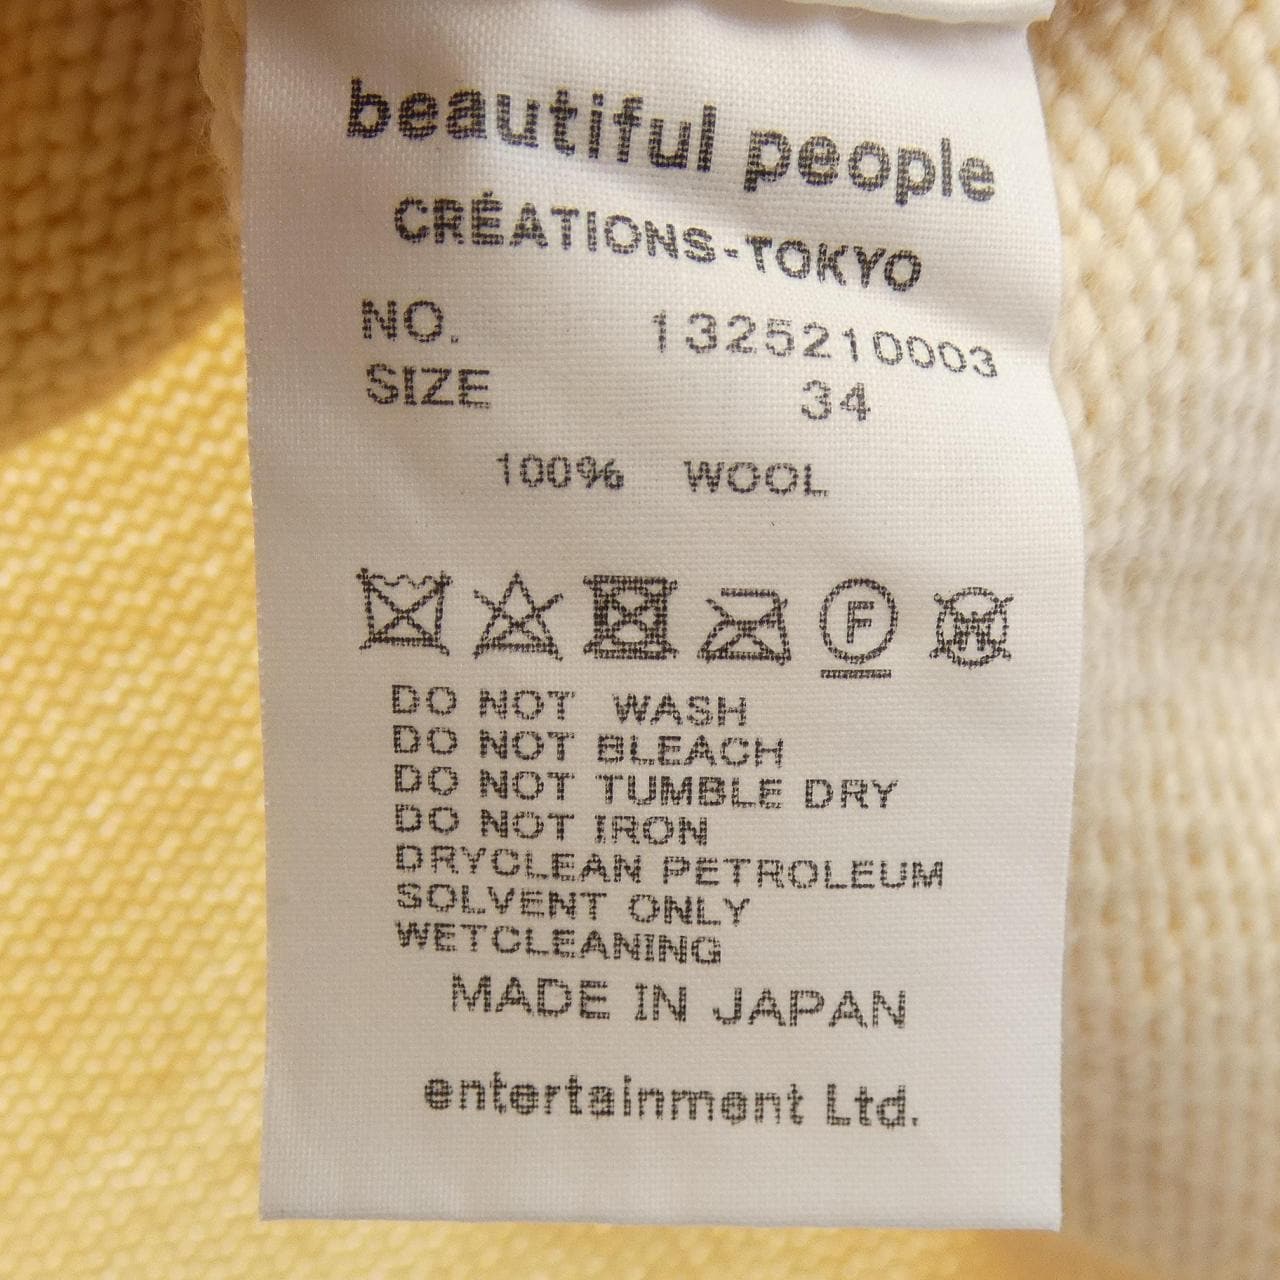 beautiful people
CRÉATIONS-TOKYO
NO. 1325210003
SIZE 34
100% WOOL
F W
DO NOT WASH
DO NOT BLEACH
DO NOT TUMBLE DRY
DO NOT IRON
DRYCLEAN PETROLEUM
SOLVENT ONLY
WETCLEANING
MADE IN JAPAN
entertainment Ltd.